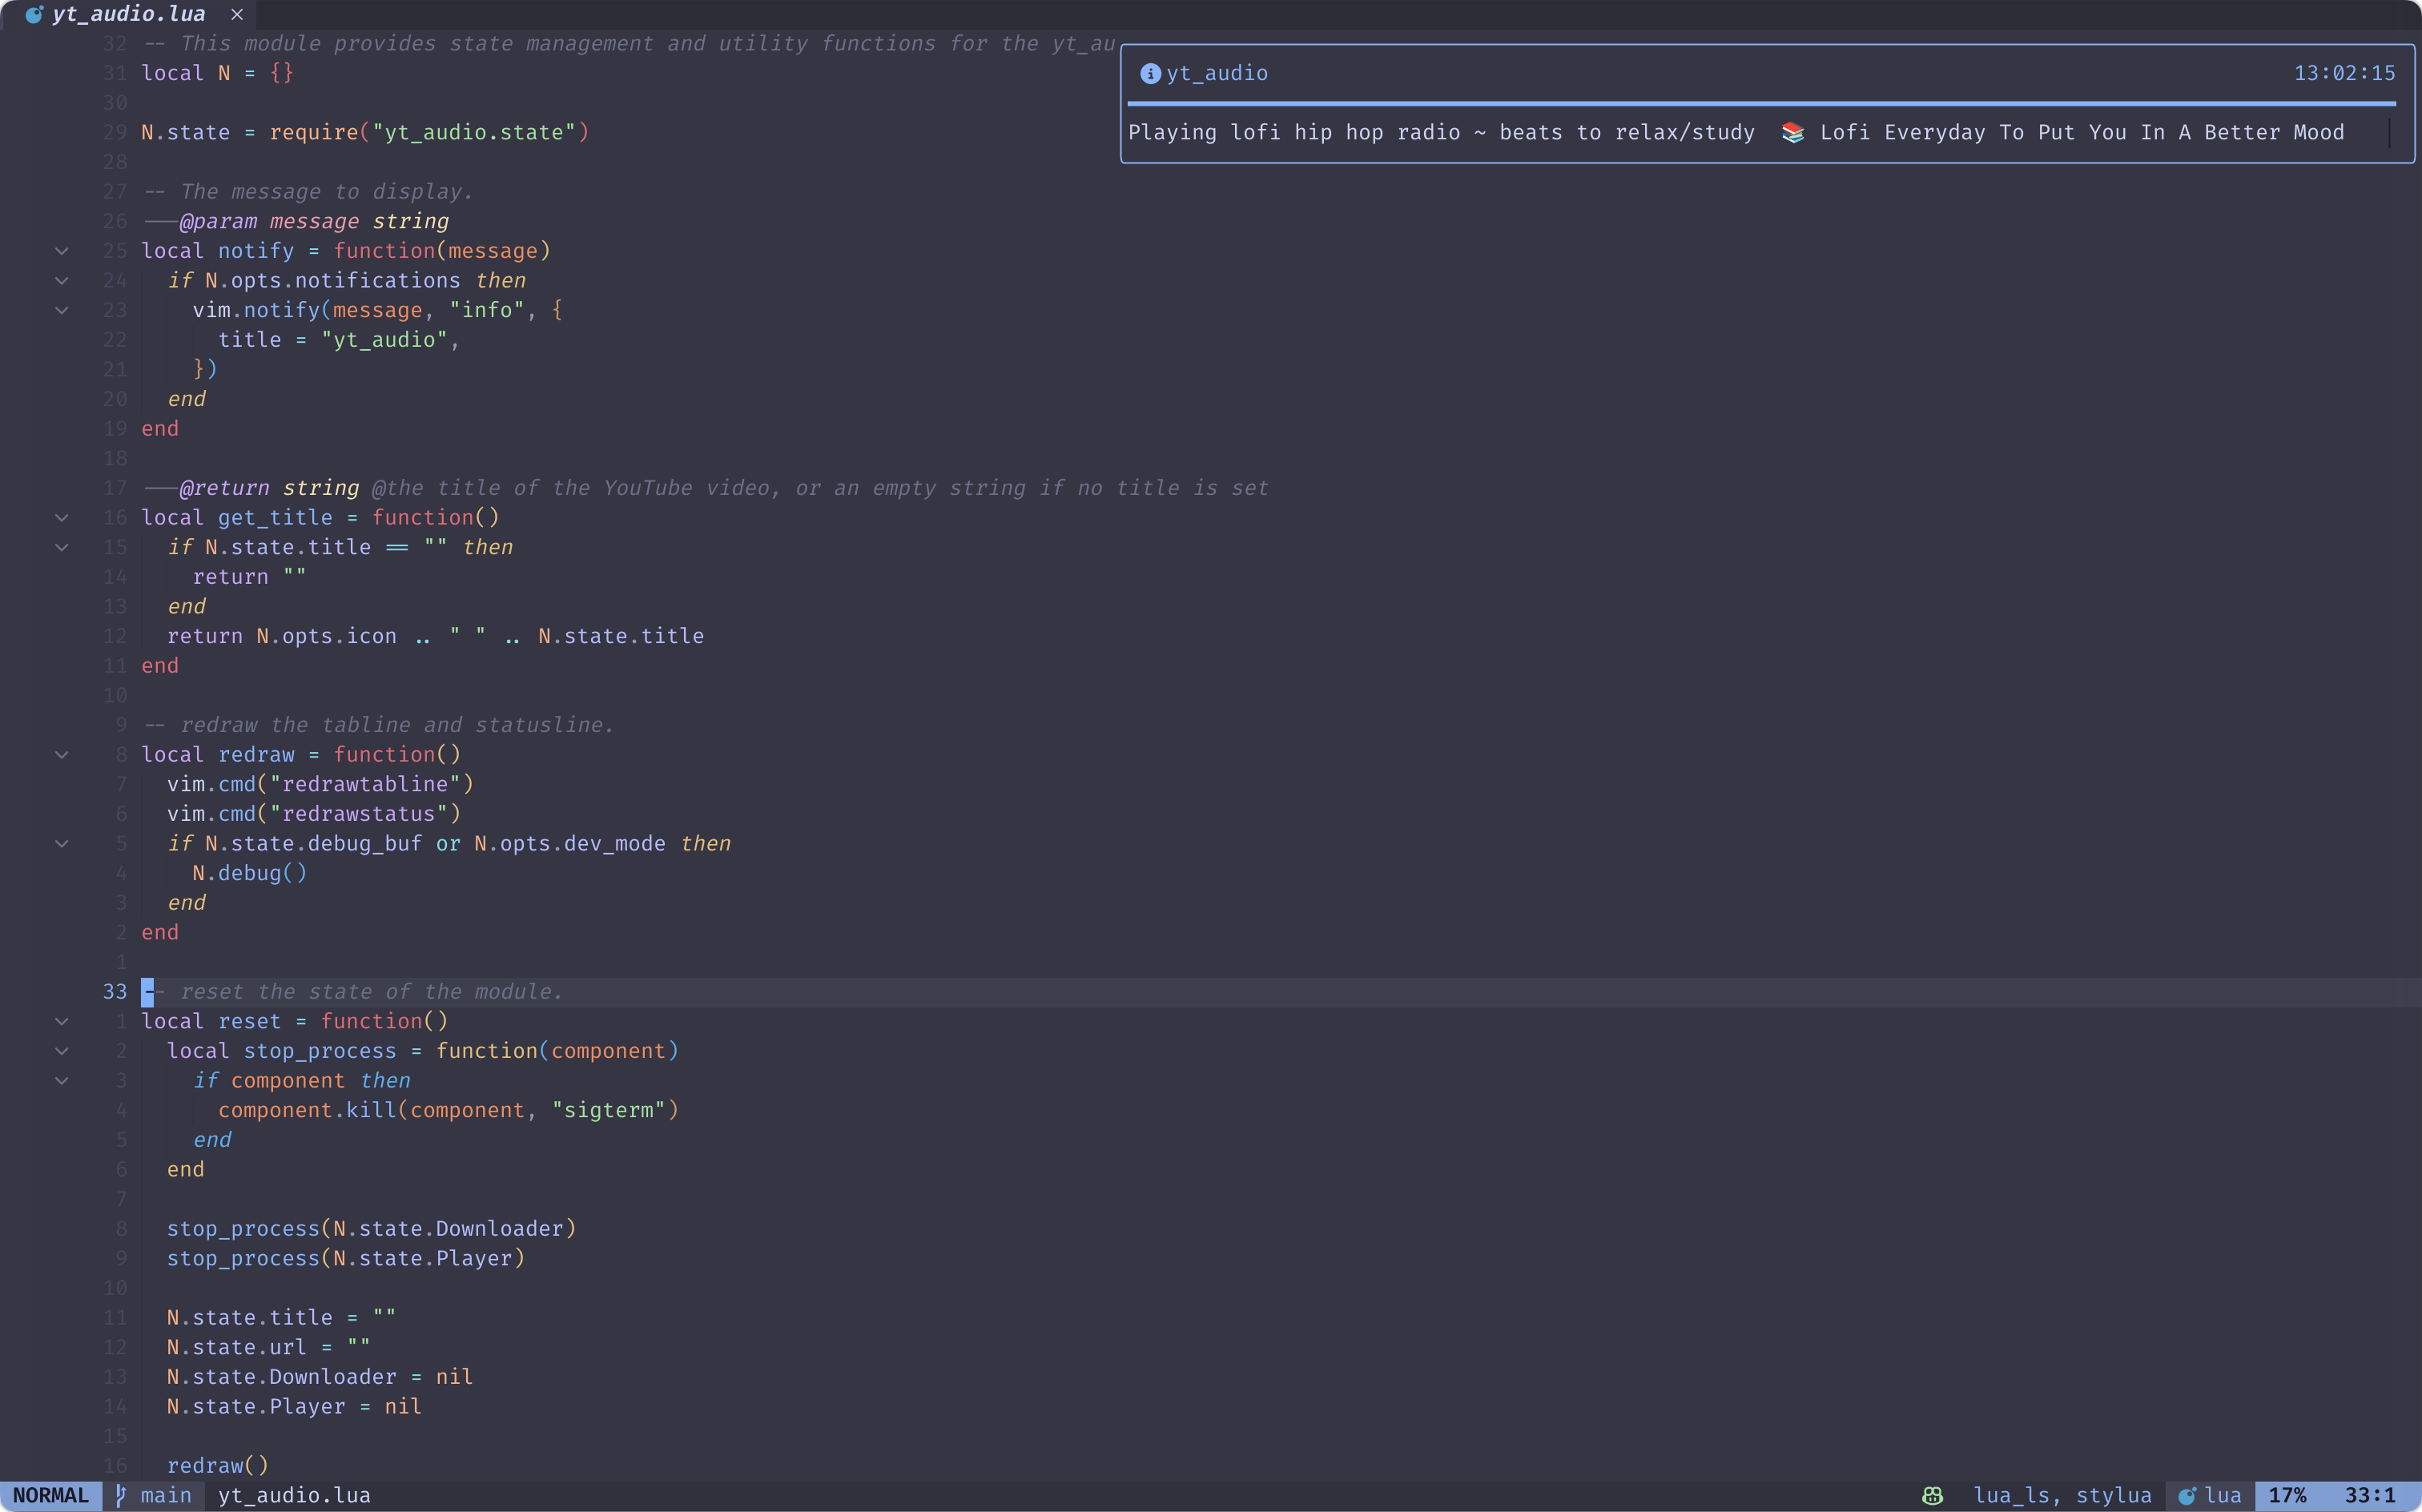 yt_audio.lua ×
32 -- This module provides state management and utility functions for the yt_au
31 local N = {}
yt_audio 13:02:15
30
29 N.state = require("yt_audio.state")
Playing lofi hip hop radio ~ beats to relax/study 📚 Lofi Everyday To Put You In A Better Mood
28
27 -- The message to display.
26 ---@param message string
25 local notify = function(message)
24   if N.opts.notifications then
23     vim.notify(message, "info", {
22       title = "yt_audio",
21     })
20   end
19 end
18
17 ---@return string @the title of the YouTube video, or an empty string if no title is set
16 local get_title = function()
15   if N.state.title == "" then
14     return ""
13   end
12   return N.opts.icon .. " " .. N.state.title
11 end
10
9 -- redraw the tabline and statusline.
8 local redraw = function()
7   vim.cmd("redrawtabline")
6   vim.cmd("redrawstatus")
5   if N.state.debug_buf or N.opts.dev_mode then
4     N.debug()
3   end
2 end
1
33 -- reset the state of the module.
1 local reset = function()
2   local stop_process = function(component)
3     if component then
4       component.kill(component, "sigterm")
5     end
6   end
7
8   stop_process(N.state.Downloader)
9   stop_process(N.state.Player)
10
11   N.state.title = ""
12   N.state.url = ""
13   N.state.Downloader = nil
14   N.state.Player = nil
15
16   redraw()
NORMAL main yt_audio.lua lua_ls, stylua lua 17% 33:1